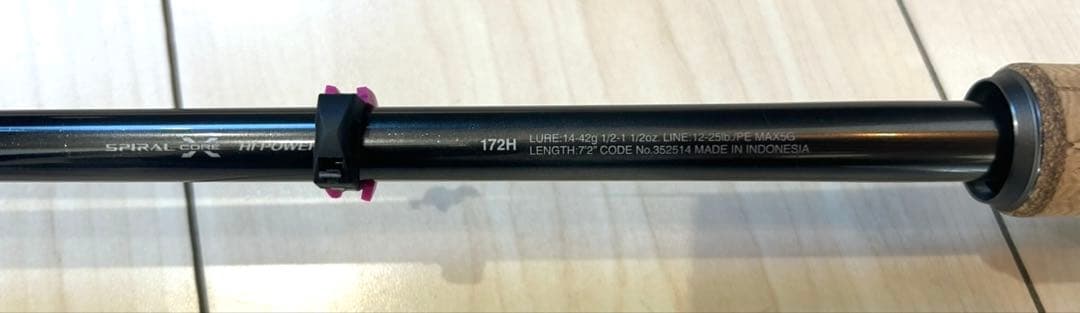 SPIRAL X CORE HI-POWER
172H
LURE:14-42g 1/2-1 1/2oz. LINE:12-25lb./PE MAX5G
LENGTH:7'2" CODE No.352514 MADE IN INDONESIA